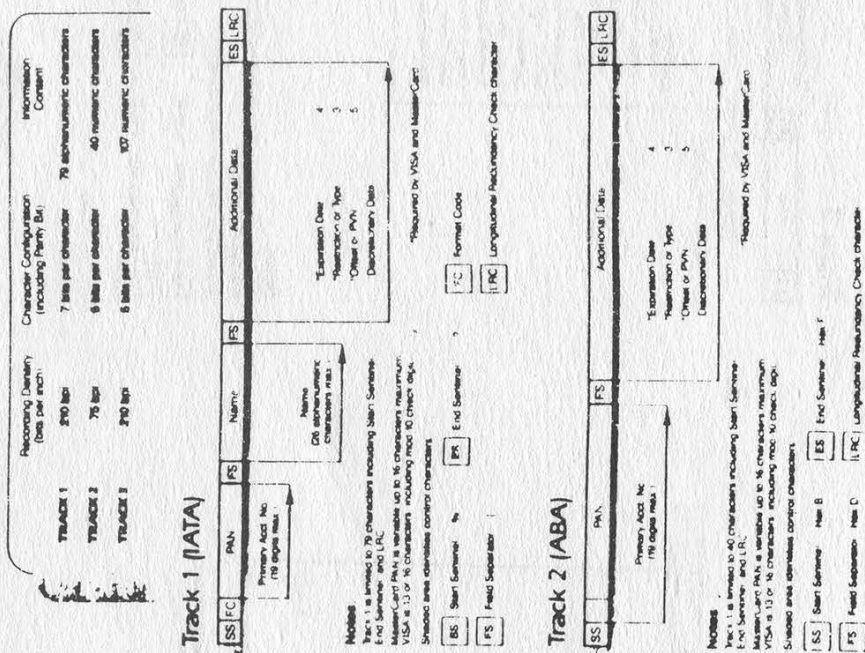 Recording Density Character Configuration Information
(bits per inch) (including Parity Bit) Content
TRACK 1 210 bpi 7 bits per character 79 alphanumeric characters
TRACK 2 75 bpi 5 bits per character 40 numeric characters
TRACK 3 210 bpi 5 bits per character 107 numeric characters
Track 1 (IATA)
SS FC PAN FS Name FS Additional Data ES LRC
Primary Acct. No.
(19 digits max.)
Name
(26 alphanumeric
characters max.)
*Expiration Date 4
*Restriction or Type 3
*Offset or PVN 5
Discretionary Data
*Required by VISA and MasterCard
Notes
Track 1 is limited to 79 characters including Start Sentinel
End Sentinel and LRC
MasterCard PAN is variable up to 16 characters maximum
VISA is 13 or 16 characters including mod 10 check digit
Shaded area identifies control characters
Start Sentinel % End Sentinel ? FC Format Code
FS Field Separator LRC Longitudinal Redundancy Check character
Track 2 (ABA)
SS PAN FS Additional Data ES LRC
Primary Acct. No.
(19 digits max.)
*Expiration Date 4
*Restriction or Type 3
*Offset or PVN 5
Discretionary Data
*Required by VISA and MasterCard
Notes
Track 1 is limited to 40 characters including Start Sentinel
End Sentinel and LRC
MasterCard PAN is variable up to 16 characters maximum
VISA is 13 or 16 characters including mod 10 check digit
Shaded area identifies control characters
SS Start Sentinel Hex B ES End Sentinel Hex F
FS Field Separator Hex D LRC Longitudinal Redundancy Check character